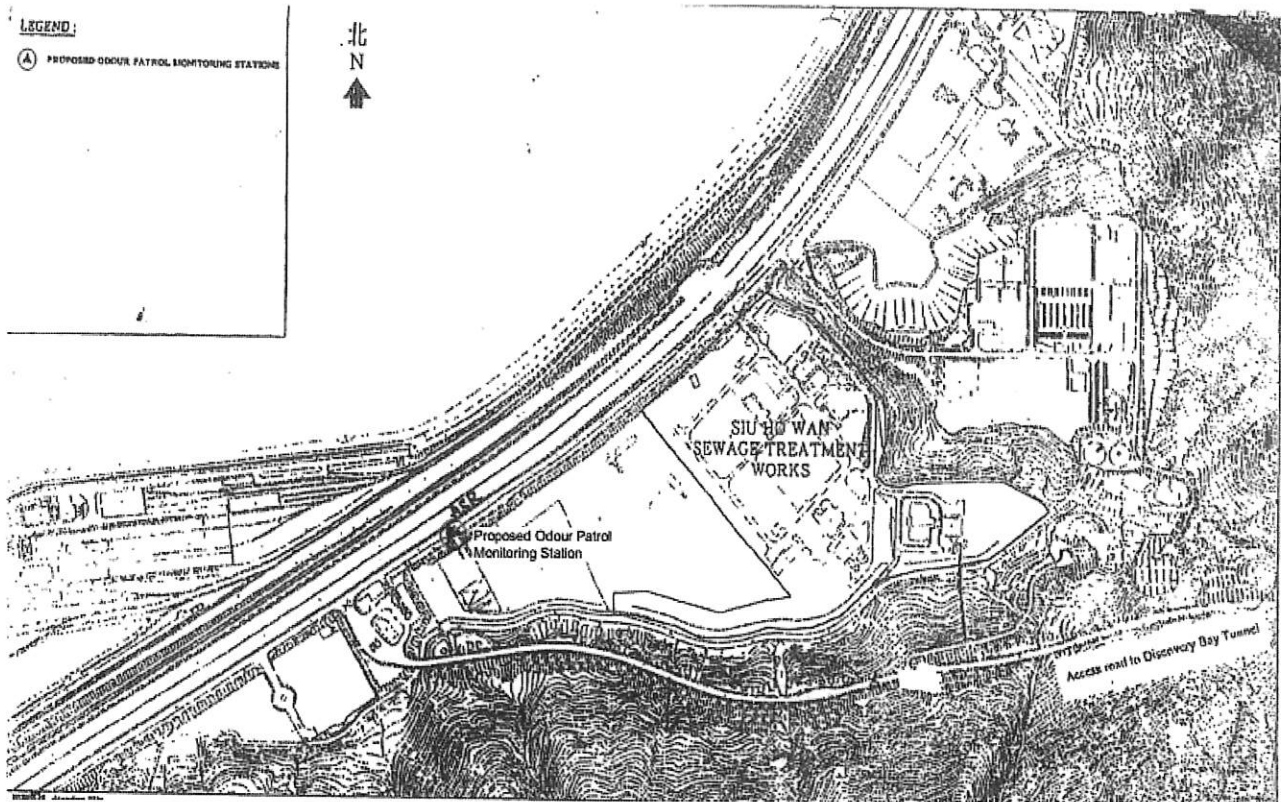 LEGEND:
PROPOSED ODOUR PATROL MONITORING STATIONS
北
N
SIU HO WAN
SEWAGE TREATMENT
WORKS
Proposed Odour Patrol
Monitoring Station
Access road to Discovery Bay Tunnel